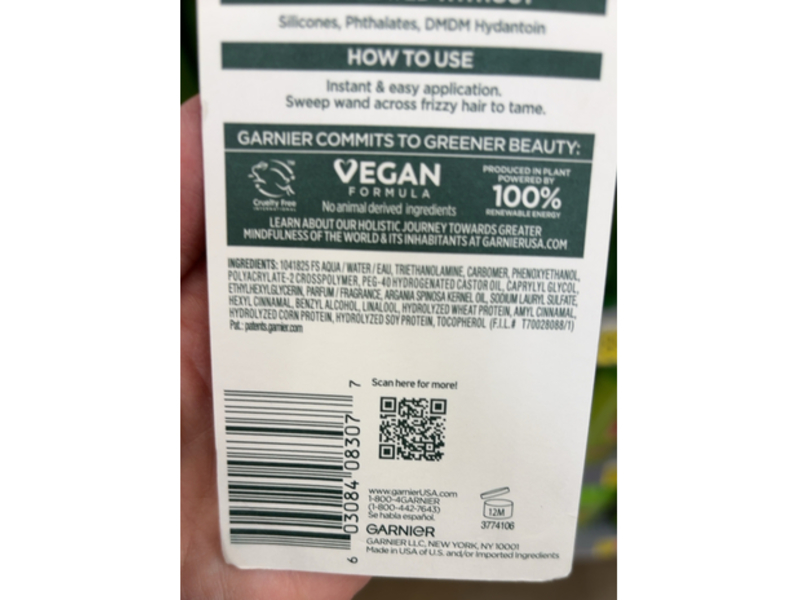 WITHOUT
Silicones, Phthalates, DMDM Hydantoin
HOW TO USE
Instant & easy application.
Sweep wand across frizzy hair to tame.
GARNIER COMMITS TO GREENER BEAUTY:
Cruelty Free
INTERNATIONAL
VEGAN
FORMULA
No animal derived ingredients
PRODUCED IN PLANT
POWERED BY
100%
RENEWABLE ENERGY
LEARN ABOUT OUR HOLISTIC JOURNEY TOWARDS GREATER
MINDFULNESS OF THE WORLD & ITS INHABITANTS AT GARNIERUSA.COM
INGREDIENTS: 1041825 FS AQUA / WATER / EAU, TRIETHANOLAMINE, CARBOMER, PHENOXYETHANOL,
POLYACRYLATE-2 CROSSPOLYMER, PEG-40 HYDROGENATED CASTOR OIL, CAPRYLYL GLYCOL,
ETHYLHEXYLGLYCERIN, PARFUM / FRAGRANCE, ARGANIA SPINOSA KERNEL OIL, SODIUM LAURYL SULFATE,
HEXYL CINNAMAL, BENZYL ALCOHOL, LINALOOL, HYDROLYZED WHEAT PROTEIN, AMYL CINNAMAL,
HYDROLYZED CORN PROTEIN, HYDROLYZED SOY PROTEIN, TOCOPHEROL (F.I.L.# T70028088/1)
Pat.: patents.garnier.com
Scan here for more!
6 03084 08307 7
www.garnierUSA.com
1-800-4GARNIER
(1-800-442-7643)
Se habla español.
12M
3774106
GARNIER
GARNIER LLC, NEW YORK, NY 10001
Made in USA of U.S. and/or Imported Ingredients